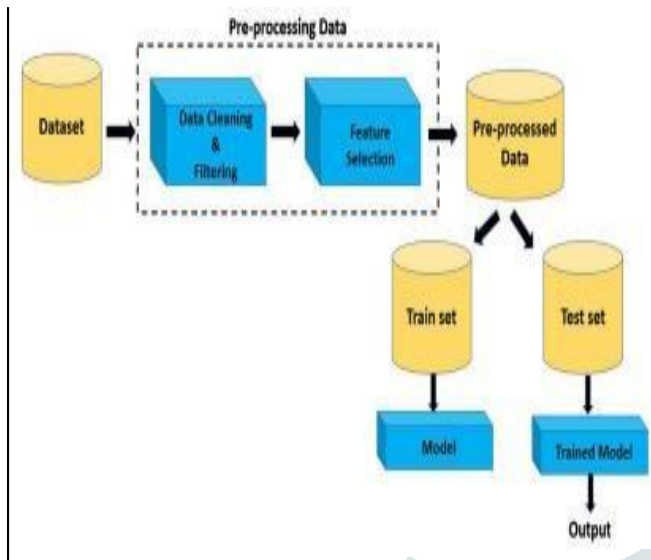 Pre-processing Data
Dataset
Data Cleaning
&
Filtering
Feature
Selection
Pre-processed
Data
Train set
Test set
Model
Trained Model
Output